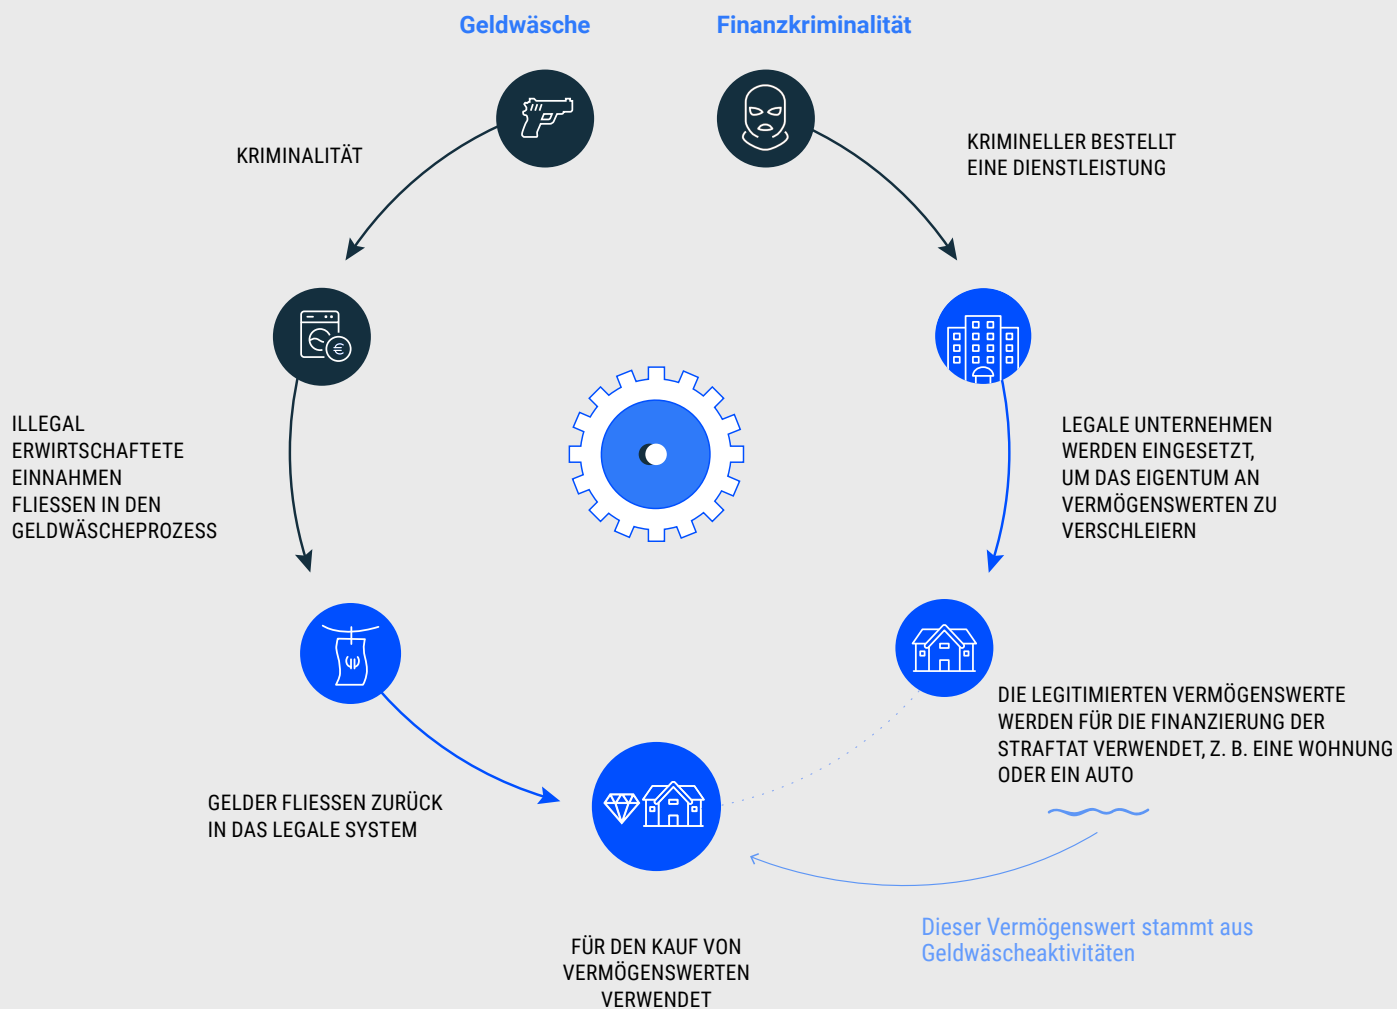 Geldwäsche
Finanzkriminalität
KRIMINALITÄT
KRIMINELLER BESTELLT
EINE DIENSTLEISTUNG
ILLEGAL
ERWIRTSCHAFTETE
EINNAHMEN
FLIESSEN IN DEN
GELDWÄSCHEPROZESS
LEGALE UNTERNEHMEN
WERDEN EINGESETZT,
UM DAS EIGENTUM AN
VERMÖGENSWERTEN ZU
VERSCHLEIERN
DIE LEGITIMIERTEN VERMÖGENSWERTE
WERDEN FÜR DIE FINANZIERUNG DER
STRAFTAT VERWENDET, Z. B. EINE WOHNUNG
ODER EIN AUTO
GELDER FLIESSEN ZURÜCK
IN DAS LEGALE SYSTEM
Dieser Vermögenswert stammt aus
Geldwäscheaktivitäten
FÜR DEN KAUF VON
VERMÖGENSWERTEN
VERWENDET